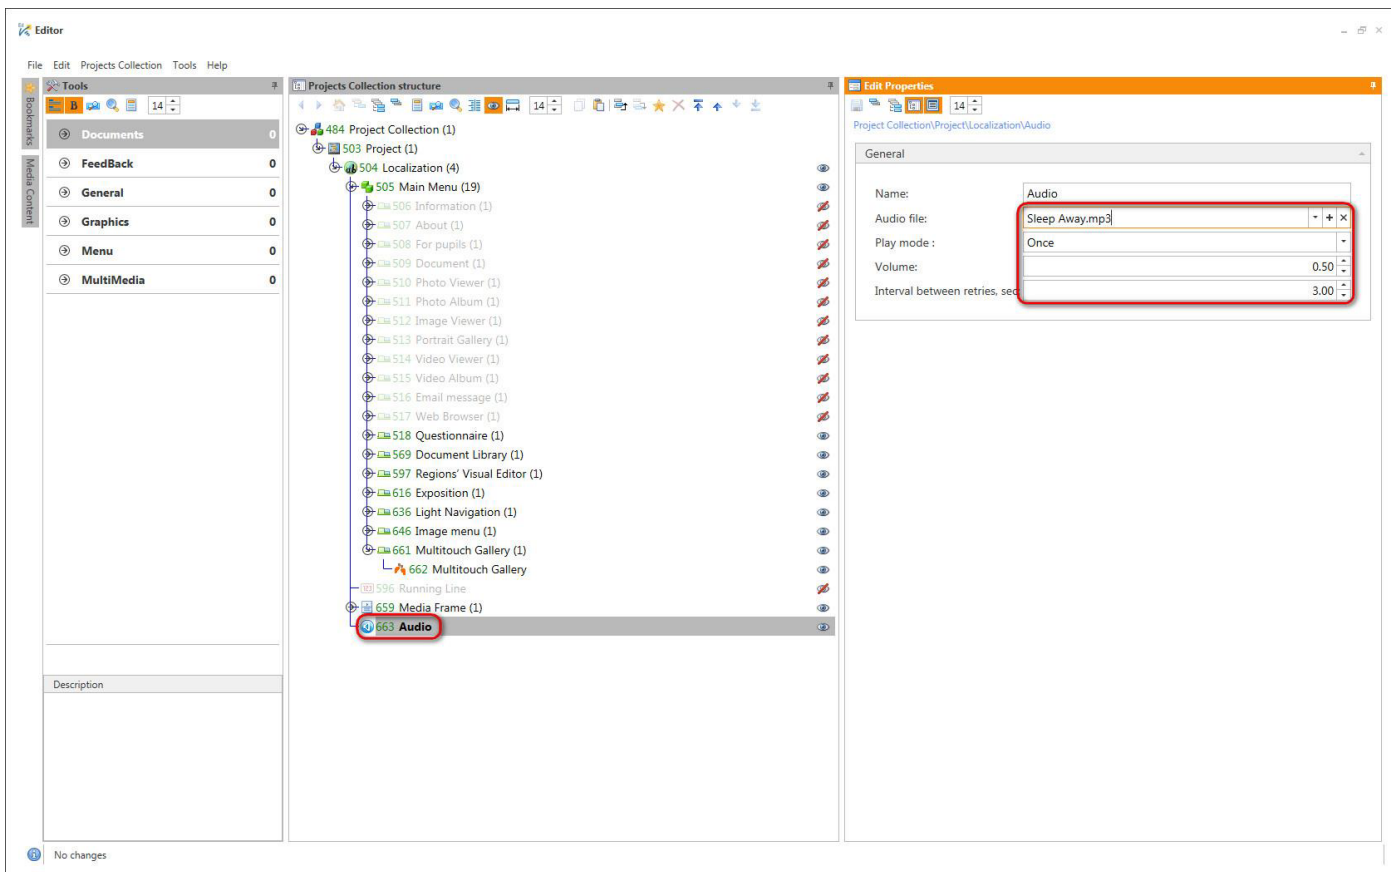 Editor
File Edit Projects Collection Tools Help
Bookmarks
Media Content
Tools
B 14
Documents 0
FeedBack 0
General 0
Graphics 0
Menu 0
MultiMedia 0
Description
Projects Collection structure
14
484 Project Collection (1)
503 Project (1)
504 Localization (4)
505 Main Menu (19)
506 Information (1)
507 About (1)
508 For pupils (1)
509 Document (1)
510 Photo Viewer (1)
511 Photo Album (1)
512 Image Viewer (1)
513 Portrait Gallery (1)
514 Video Viewer (1)
515 Video Album (1)
516 Email message (1)
517 Web Browser (1)
518 Questionnaire (1)
569 Document Library (1)
597 Regions' Visual Editor (1)
616 Exposition (1)
636 Light Navigation (1)
646 Image menu (1)
661 Multitouch Gallery (1)
662 Multitouch Gallery
596 Running Line
659 Media Frame (1)
663 Audio
Edit Properties
14
Project Collection\Project\Localization\Audio
General
Name: Audio
Audio file: Sleep Away.mp3
Play mode : Once
Volume: 0.50
Interval between retries, sec 3.00
No changes